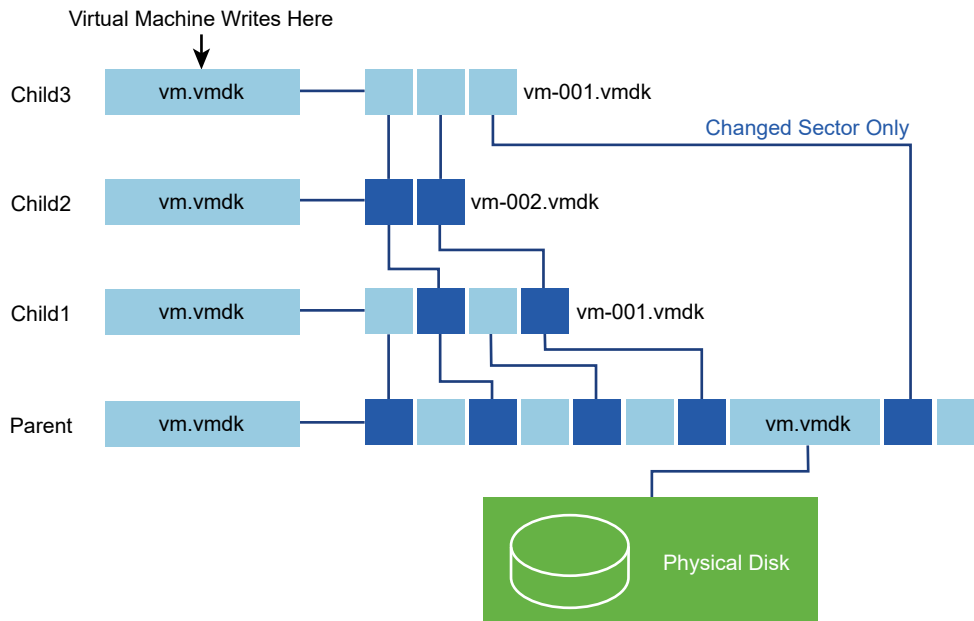 Virtual Machine Writes Here
Child3
vm.vmdk
vm-001.vmdk
Changed Sector Only
Child2
vm.vmdk
vm-002.vmdk
Child1
vm.vmdk
vm-001.vmdk
Parent
vm.vmdk
vm.vmdk
Physical Disk